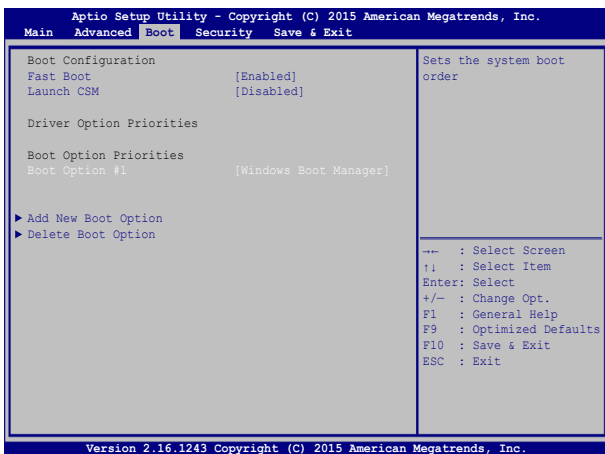 Aptio Setup Utility - Copyright (C) 2015 American Megatrends, Inc.
Main Advanced Boot Security Save & Exit
Boot Configuration
Fast Boot [Enabled]
Launch CSM [Disabled]
Driver Option Priorities
Boot Option Priorities
Boot Option #1 [Windows Boot Manager]
Add New Boot Option
Delete Boot Option
Sets the system boot
order
→← : Select Screen
↑↓ : Select Item
Enter: Select
+/— : Change Opt.
F1 : General Help
F9 : Optimized Defaults
F10 : Save & Exit
ESC : Exit
Version 2.16.1243 Copyright (C) 2015 American Megatrends, Inc.